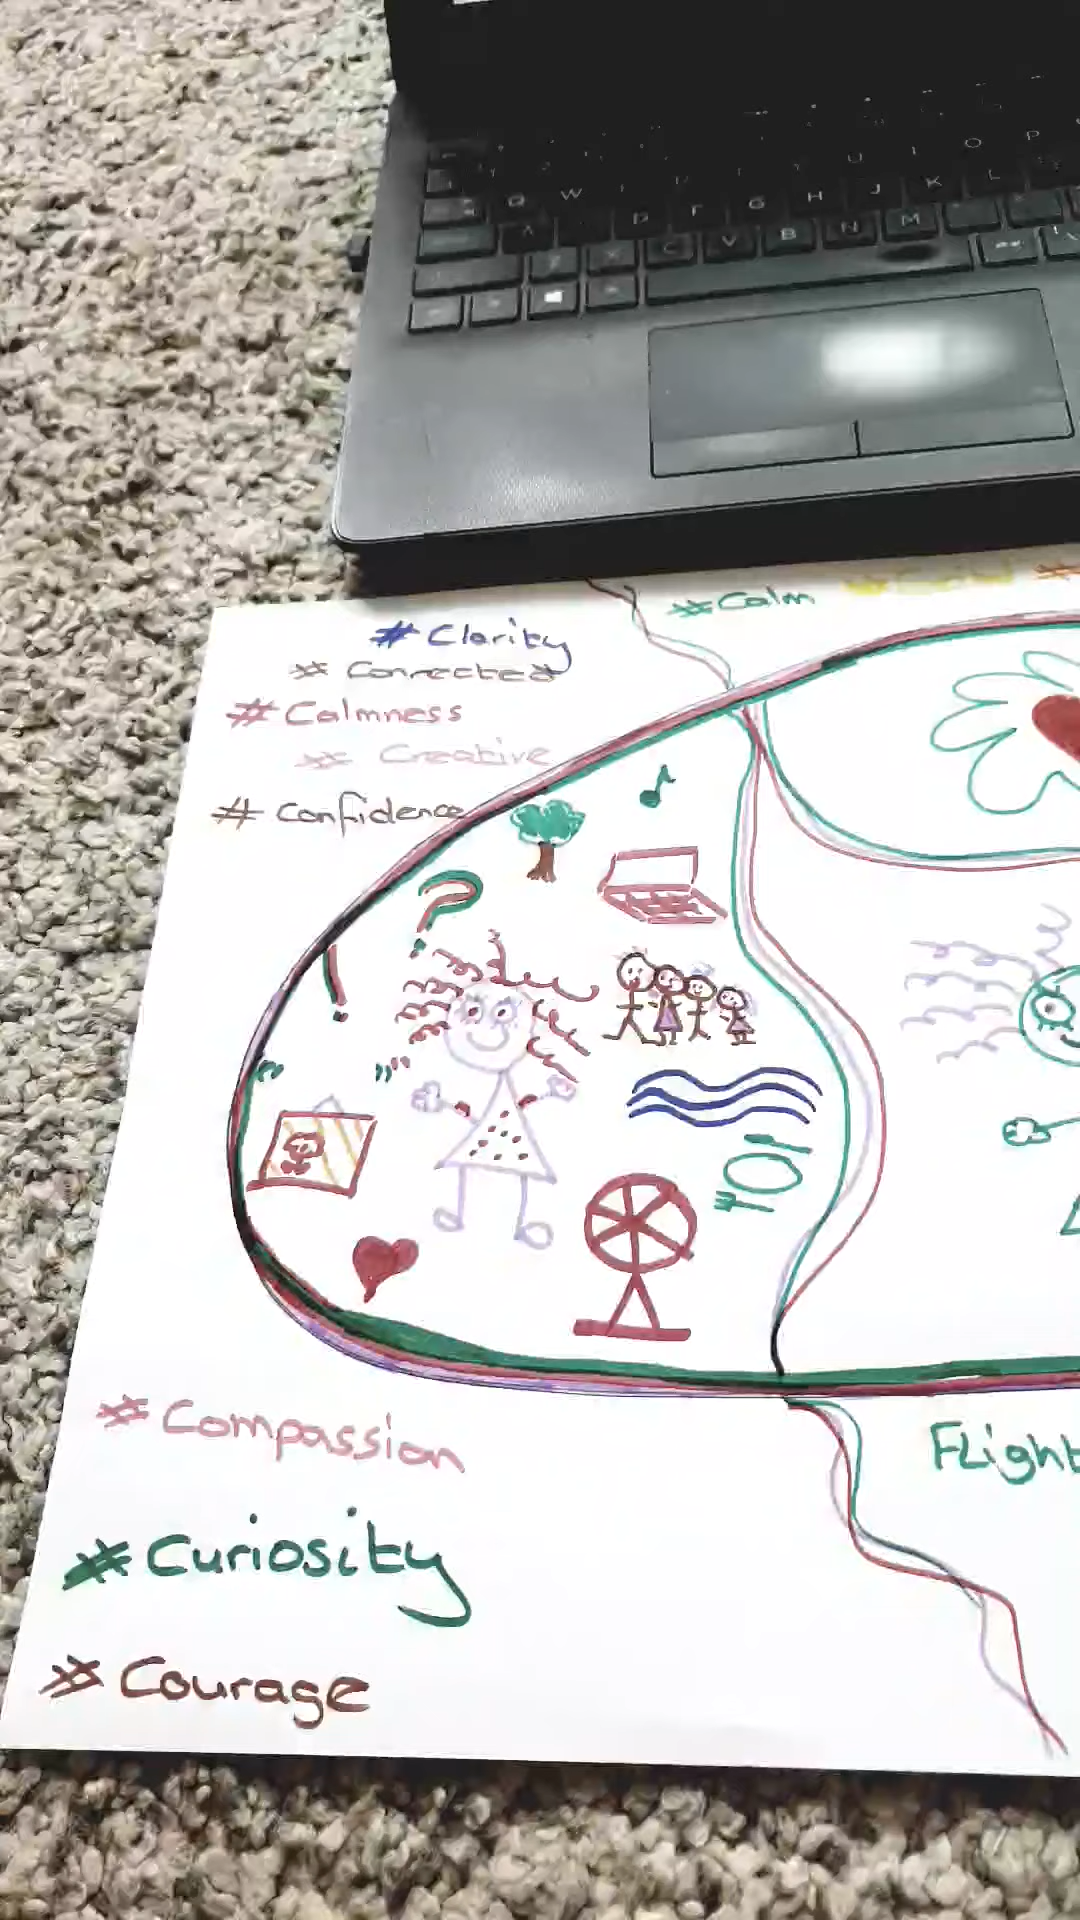 Q W U I O P
A D F G H J K L
Z X C V B N M
# Calm
# Clarity
# Connected
# Calmness
# Creative
# Confidence
# Compassion
Flight
# Curiosity
# Courage